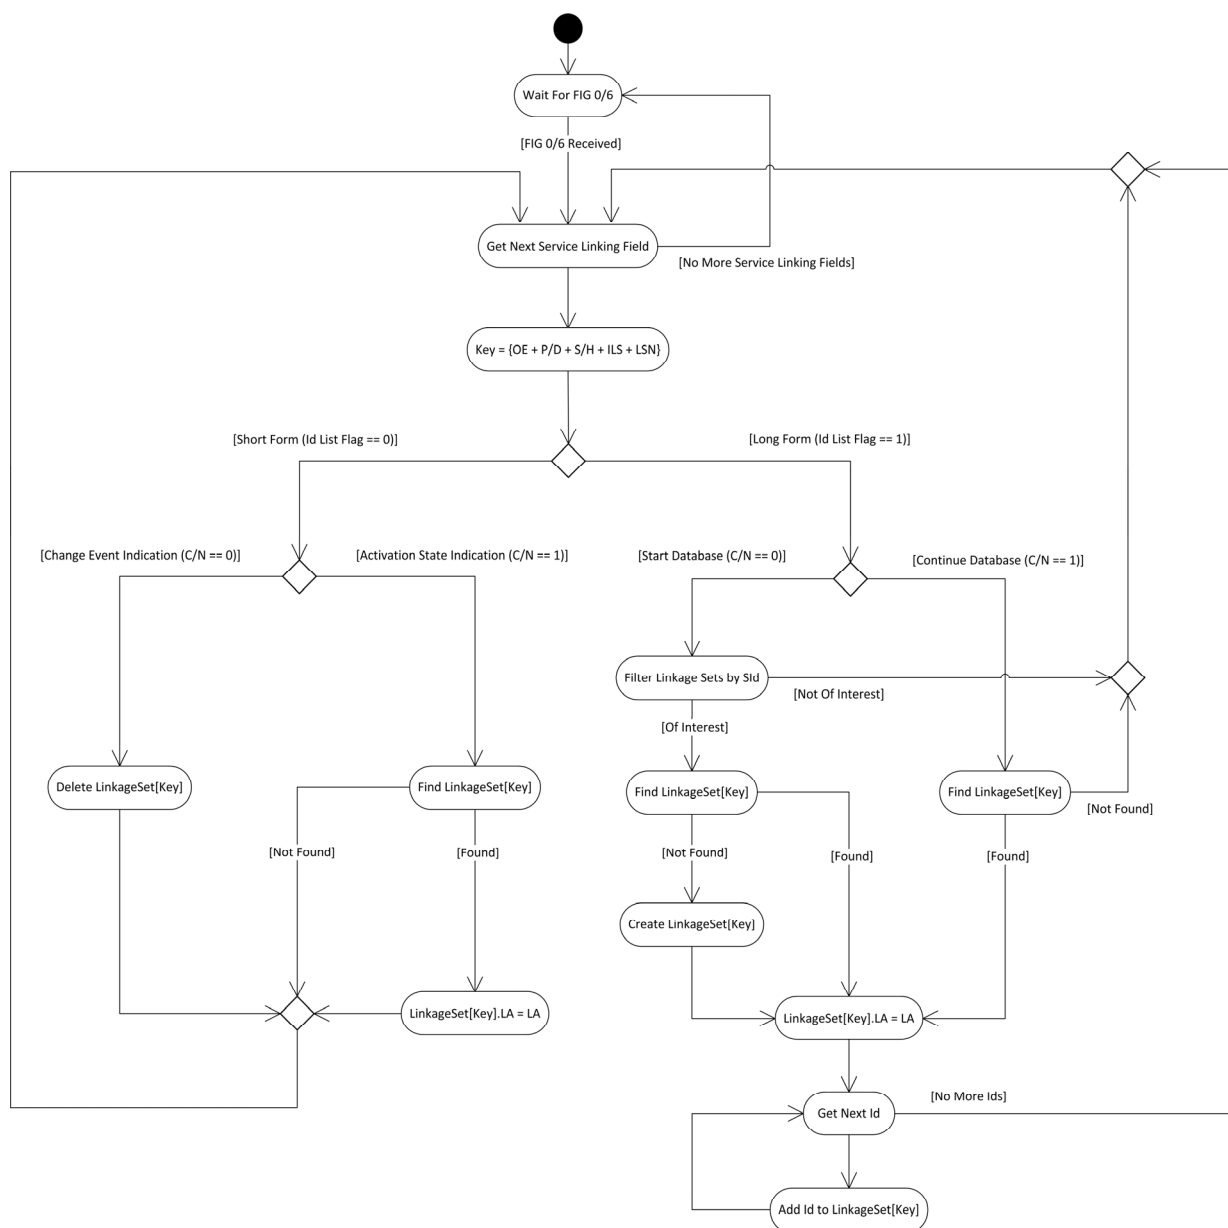 Wait For FIG 0/6
[FIG 0/6 Received]
Get Next Service Linking Field
[No More Service Linking Fields]
Key = {OE + P/D + S/H + ILS + LSN}
[Short Form (Id List Flag == 0)]
[Long Form (Id List Flag == 1)]
[Change Event Indication (C/N == 0)]
[Activation State Indication (C/N == 1)]
[Start Database (C/N == 0)]
[Continue Database (C/N == 1)]
Filter Linkage Sets by SId
[Not Of Interest]
[Of Interest]
Delete LinkageSet[Key]
Find LinkageSet[Key]
Find LinkageSet[Key]
Find LinkageSet[Key]
[Not Found]
[Not Found]
[Found]
[Not Found]
[Found]
[Found]
Create LinkageSet[Key]
LinkageSet[Key].LA = LA
LinkageSet[Key].LA = LA
[No More Ids]
Get Next Id
Add Id to LinkageSet[Key]